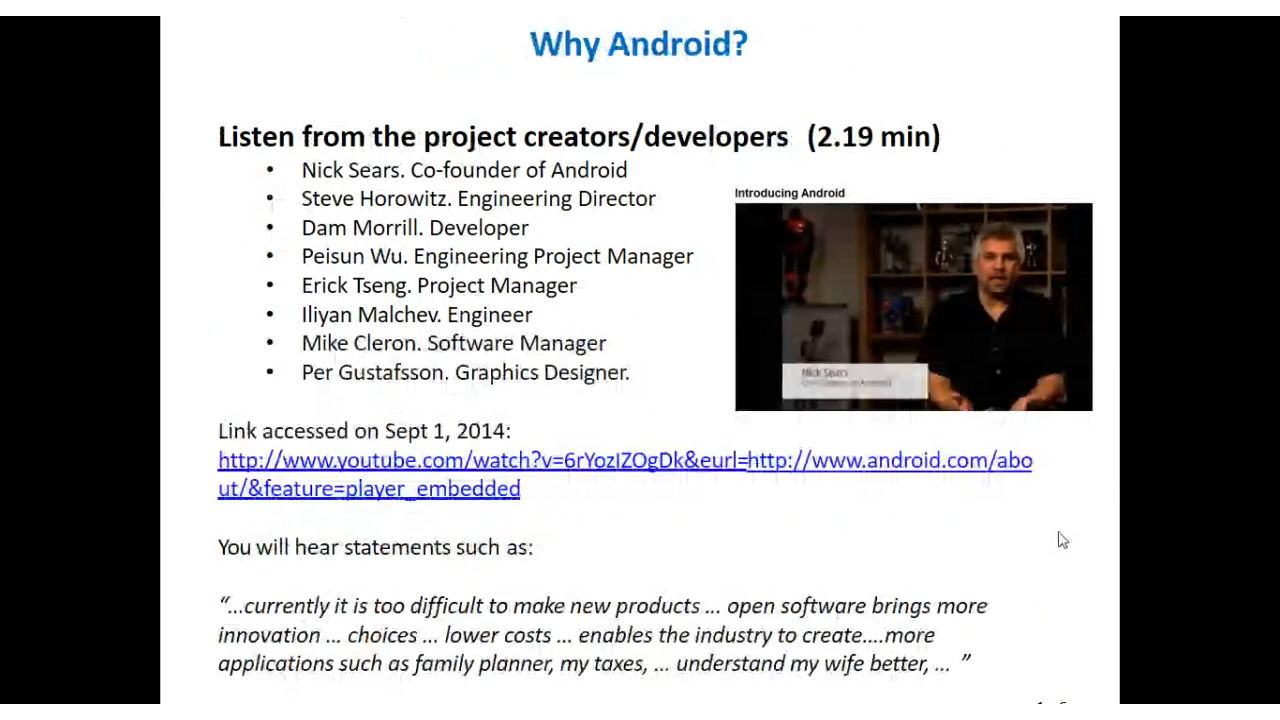 Why Android?
Listen from the project creators/developers (2.19 min)
• Nick Sears. Co-founder of Android
• Steve Horowitz. Engineering Director
• Dam Morrill. Developer
• Peisun Wu. Engineering Project Manager
• Erick Tseng. Project Manager
• Iliyan Malchev. Engineer
• Mike Cleron. Software Manager
• Per Gustafsson. Graphics Designer.
Introducing Android
Nick Sears
Link accessed on Sept 1, 2014:
http://www.youtube.com/watch?v=6rYozIZOgDk&eurl=http://www.android.com/abo
ut/&feature=player_embedded
You will hear statements such as:
“…currently it is too difficult to make new products … open software brings more
innovation … choices … lower costs … enables the industry to create….more
applications such as family planner, my taxes, … understand my wife better, … ”